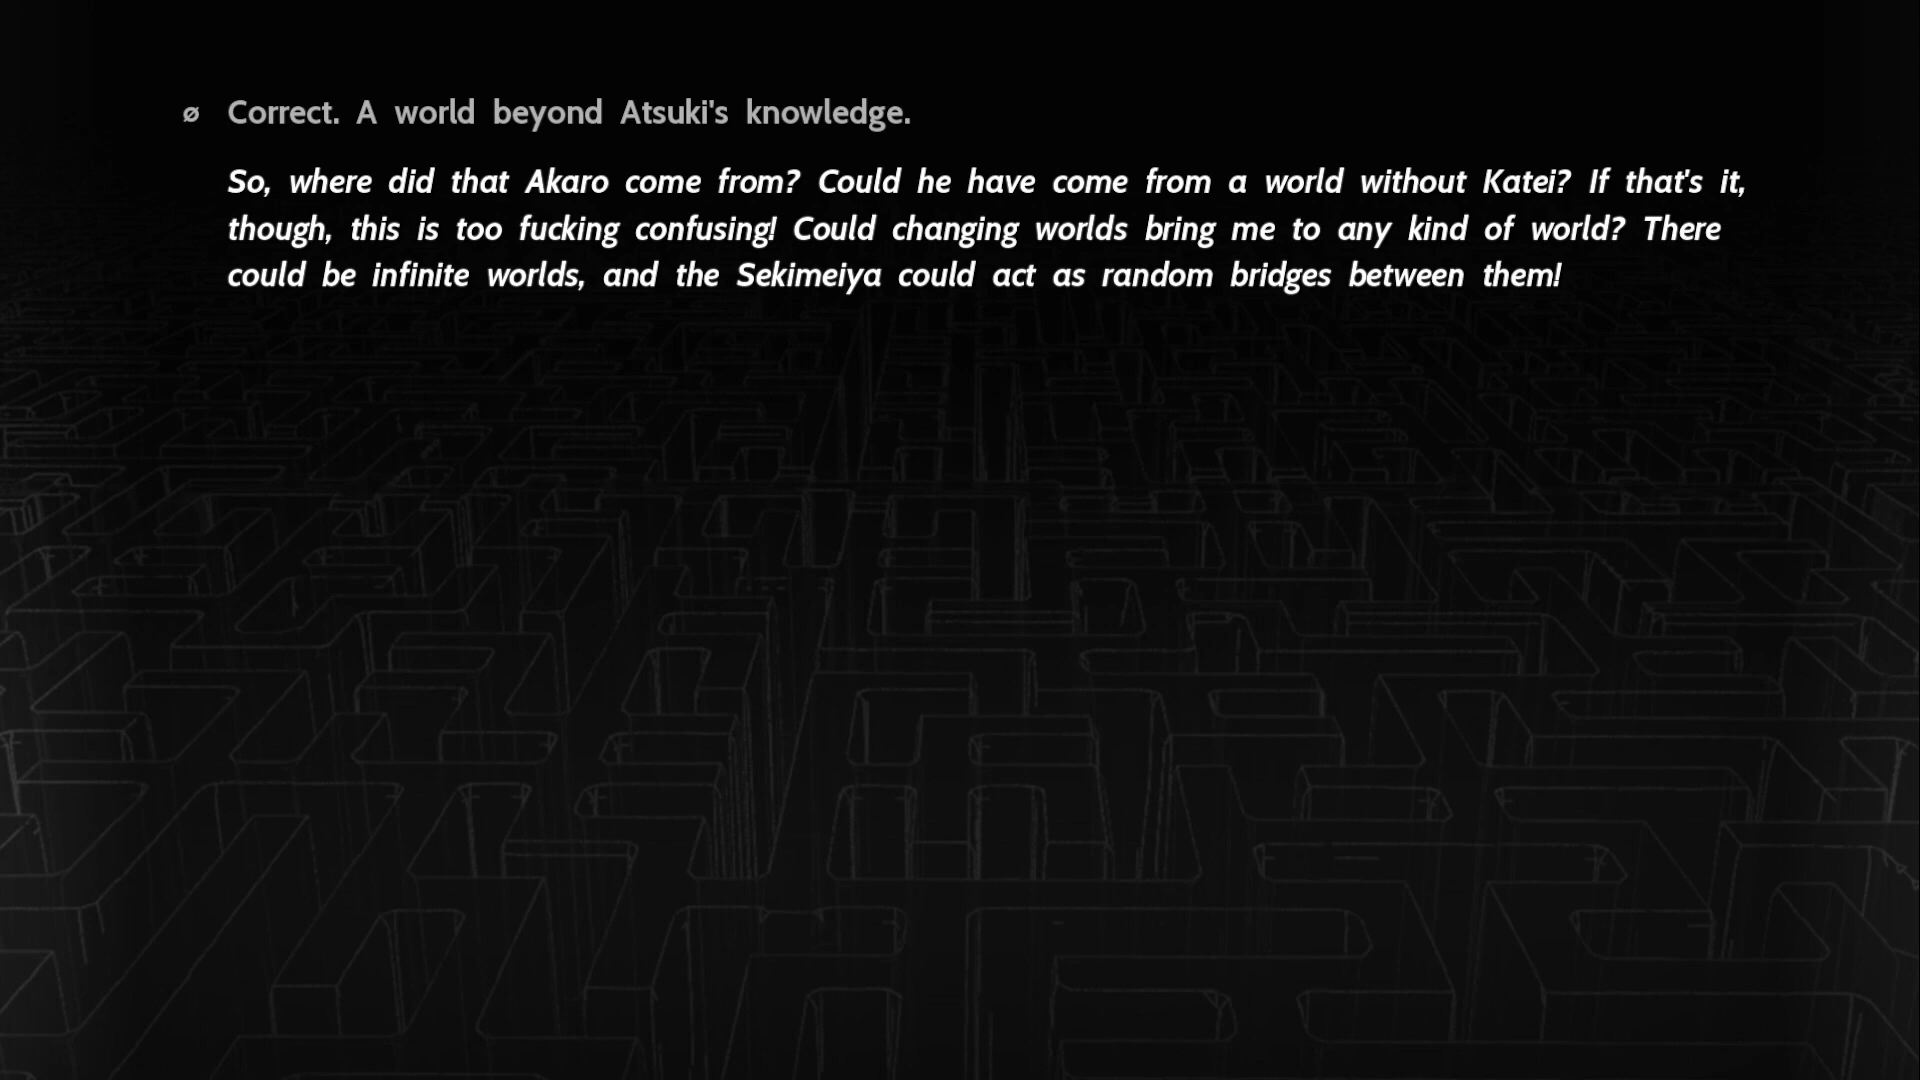 ø Correct. A world beyond Atsuki's knowledge.
So, where did that Akaro come from? Could he have come from a world without Katei? If that's it,
though, this is too fucking confusing! Could changing worlds bring me to any kind of world? There
could be infinite worlds, and the Sekimeiya could act as random bridges between them!